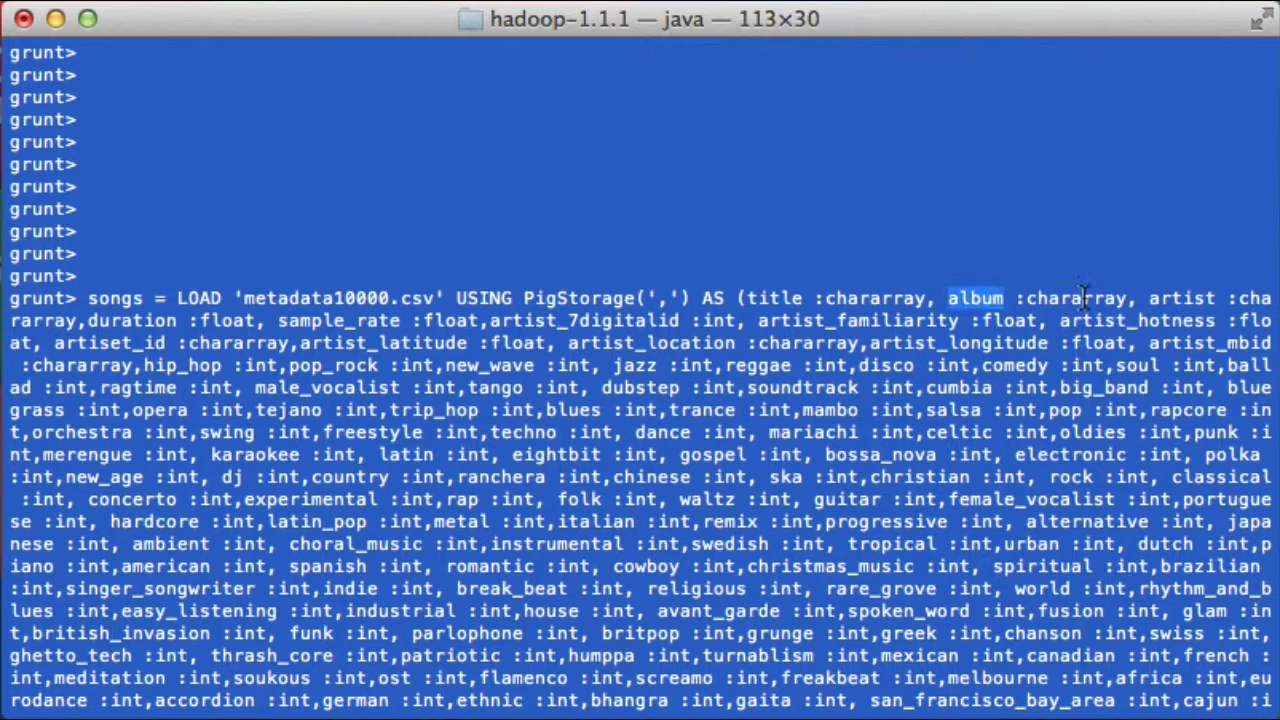 hadoop-1.1.1 — java — 113×30
grunt>
grunt>
grunt>
grunt>
grunt>
grunt>
grunt>
grunt>
grunt>
grunt>
grunt>
grunt> songs = LOAD 'metadata10000.csv' USING PigStorage(',') AS (title :chararray, album :chararray, artist :cha
rarray,duration :float, sample_rate :float,artist_7digitalid :int, artist_familiarity :float, artist_hotness :flo
at, artiset_id :chararray,artist_latitude :float, artist_location :chararray,artist_longitude :float, artist_mbid
 :chararray,hip_hop :int,pop_rock :int,new_wave :int, jazz :int,reggae :int,disco :int,comedy :int,soul :int,ball
ad :int,ragtime :int, male_vocalist :int,tango :int, dubstep :int,soundtrack :int,cumbia :int,big_band :int, blue
grass :int,opera :int,tejano :int,trip_hop :int,blues :int,trance :int,mambo :int,salsa :int,pop :int,rapcore :in
t,orchestra :int,swing :int,freestyle :int,techno :int, dance :int, mariachi :int,celtic :int,oldies :int,punk :i
nt,merengue :int, karaokee :int, latin :int, eightbit :int, gospel :int, bossa_nova :int, electronic :int, polka
:int,new_age :int, dj :int,country :int,ranchera :int,chinese :int, ska :int,christian :int, rock :int, classical
 :int, concerto :int,experimental :int,rap :int, folk :int, waltz :int, guitar :int,female_vocalist :int,portugue
se :int, hardcore :int,latin_pop :int,metal :int,italian :int,remix :int,progressive :int, alternative :int, japa
nese :int, ambient :int, choral_music :int,instrumental :int,swedish :int, tropical :int,urban :int, dutch :int,p
iano :int,american :int, spanish :int, romantic :int, cowboy :int,christmas_music :int, spiritual :int,brazilian
:int,singer_songwriter :int,indie :int, break_beat :int, religious :int, rare_grove :int, world :int,rhythm_and_b
lues :int,easy_listening :int,industrial :int,house :int, avant_garde :int,spoken_word :int,fusion :int, glam :in
t,british_invasion :int, funk :int, parlophone :int, britpop :int,grunge :int,greek :int,chanson :int,swiss :int,
ghetto_tech :int, thrash_core :int,patriotic :int,humppa :int,turnablism :int,mexican :int,canadian :int,french :
int,meditation :int,soukous :int,ost :int,flamenco :int,screamo :int,freakbeat :int,melbourne :int,africa :int,eu
rodance :int,accordion :int,german :int,ethnic :int,bhangra :int,gaita :int, san_francisco_bay_area :int,cajun :i